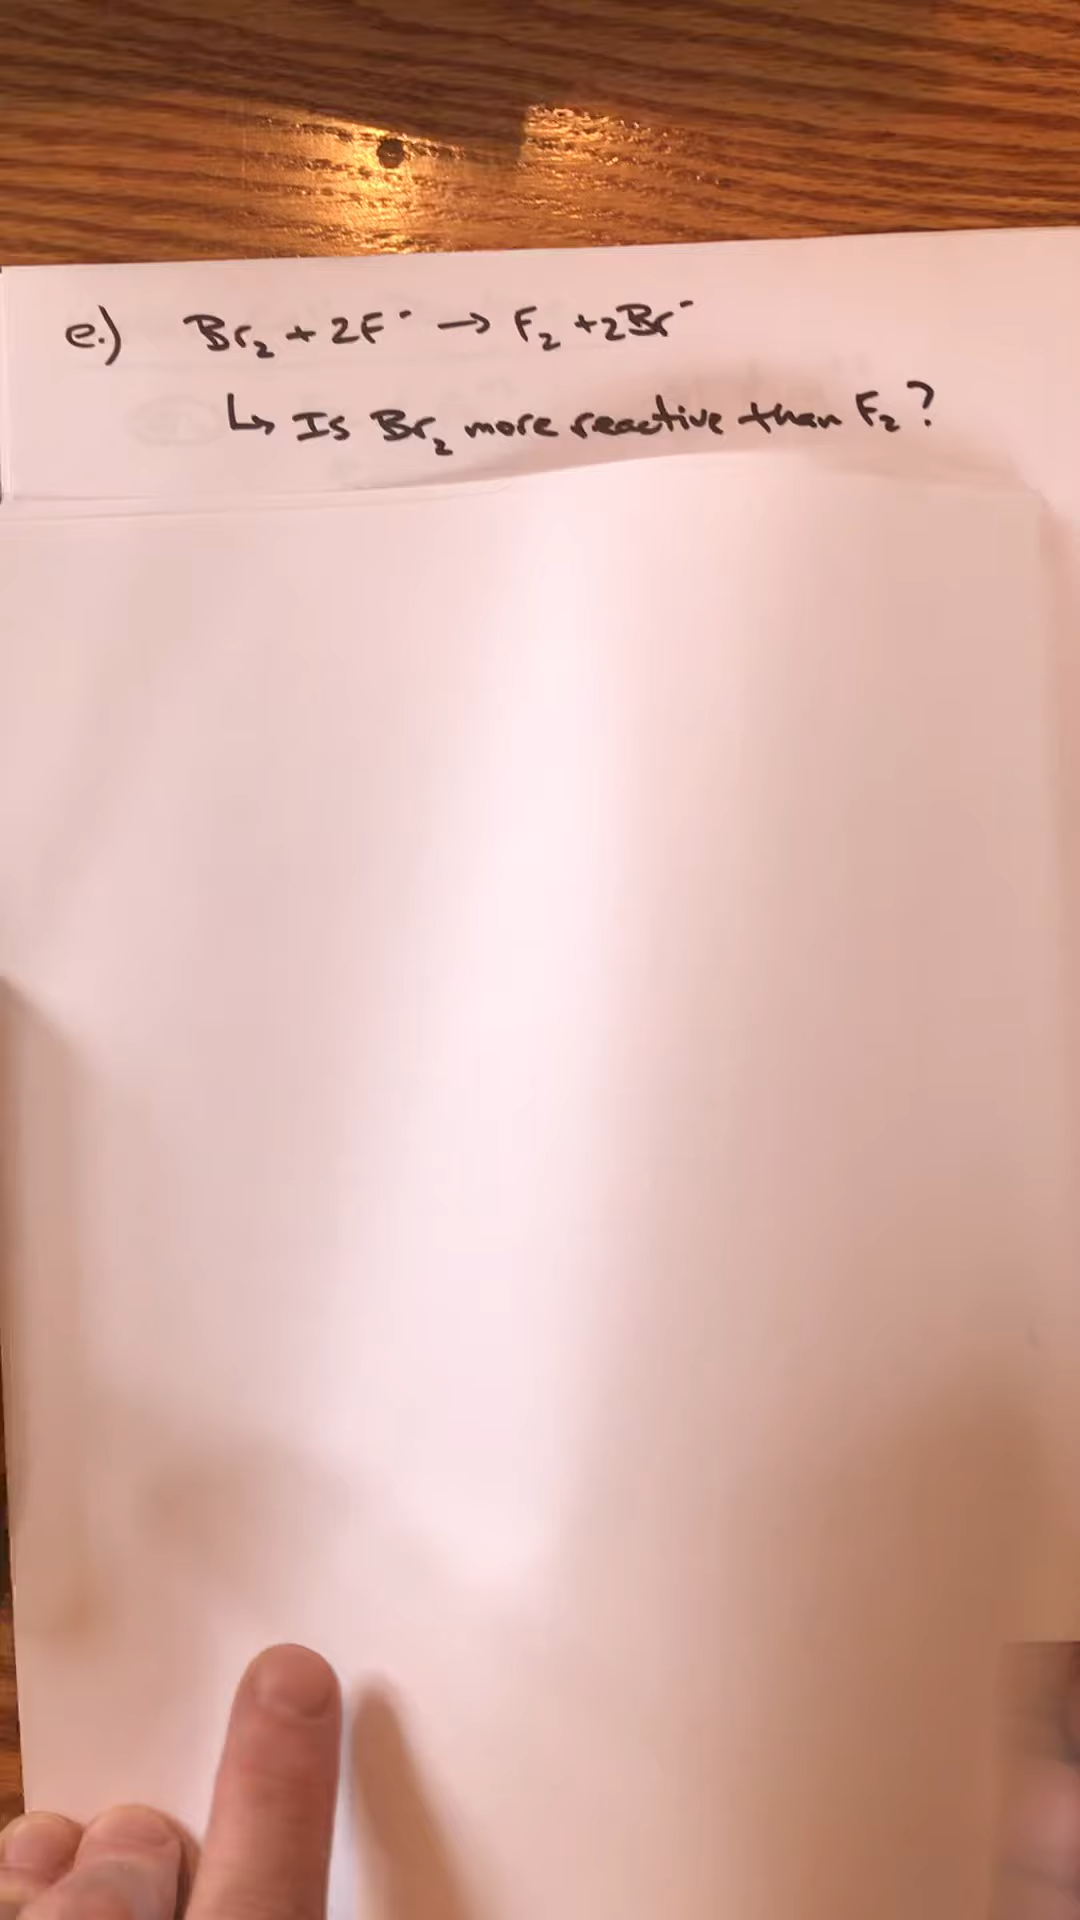 e.) Br₂ + 2F⁻ → F₂ + 2Br⁻
↳ Is Br₂ more reactive than F₂?